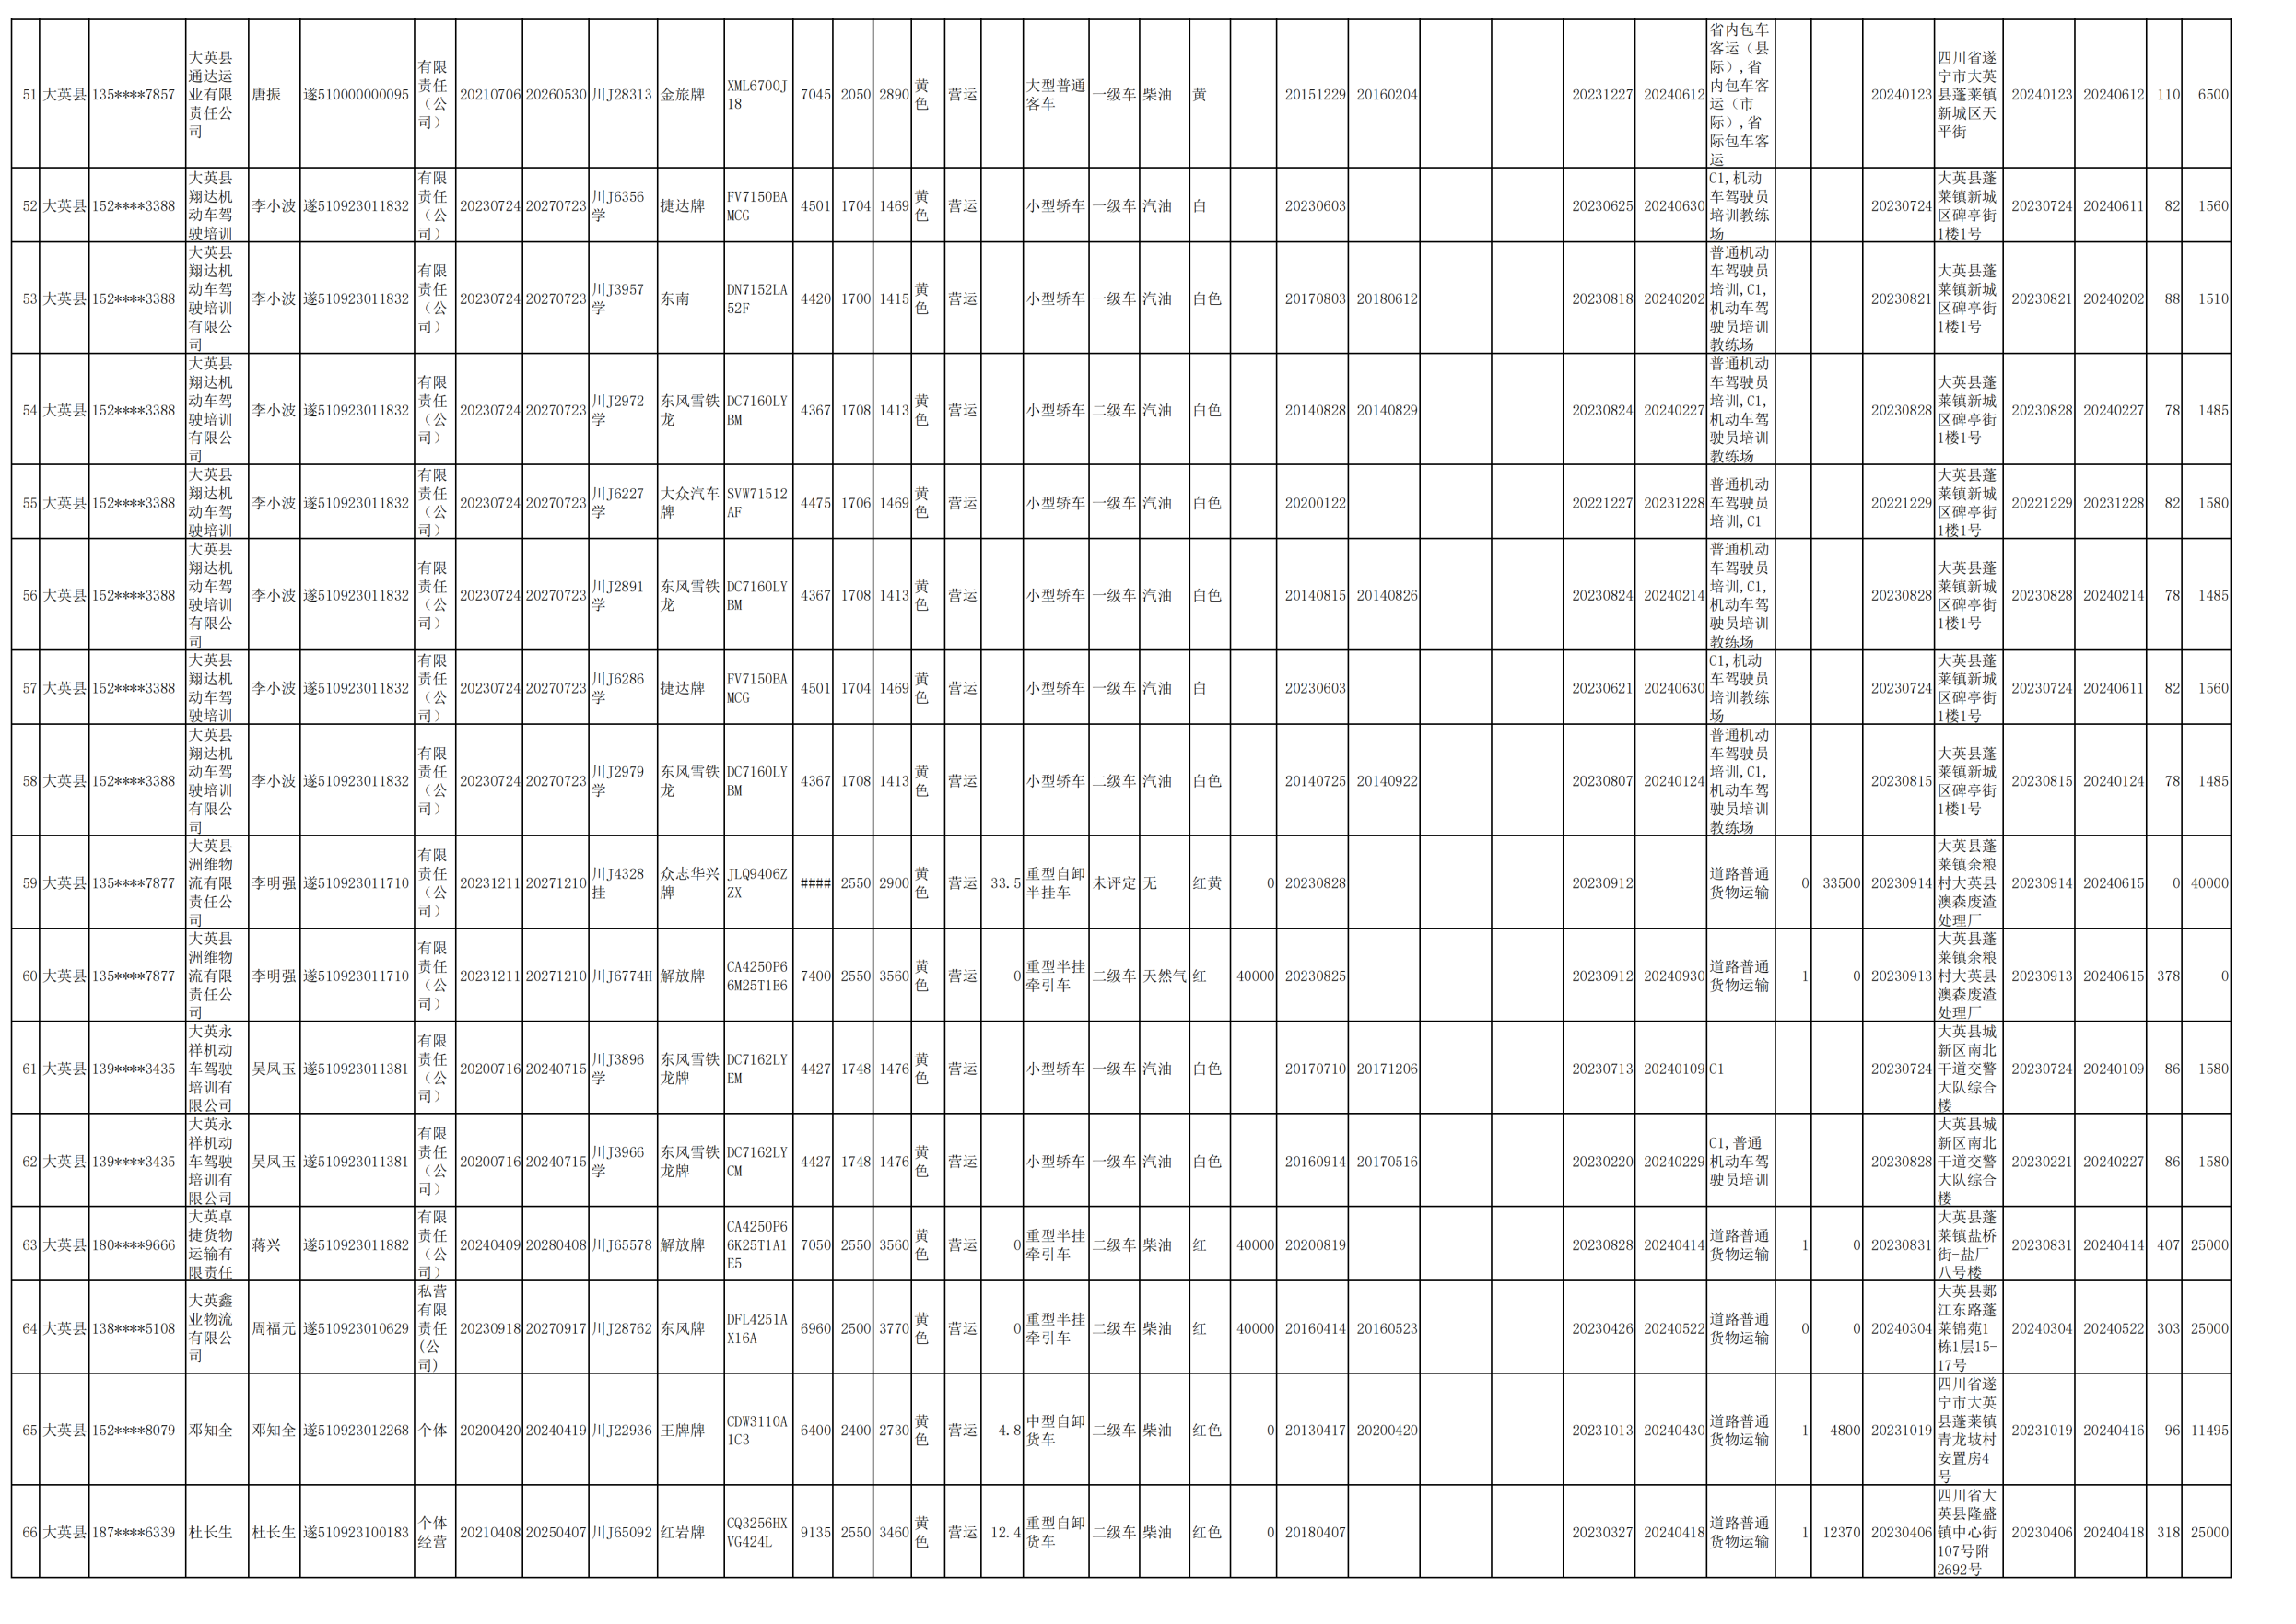 51 大英县 135****7857 大英县通达运业有限责任公司 唐振 遂510000000095 有限责任（公司） 20210706 20260530 川J28313 金旅牌 XML6700J18 7045 2050 2890 黄色 营运 大型普通客车 一级车 柴油 黄 20151229 20160204 20231227 20240612 省内包车客运（县际）,省内包车客运（市际）,省际包车客运 20240123 四川省遂宁市大英县蓬莱镇新城区天平街 20240123 20240612 110 6500
52 大英县 152****3388 大英县翔达机动车驾驶培训 李小波 遂510923011832 有限责任（公司） 20230724 20270723 川J6356学 捷达牌 FV7150BAMCG 4501 1704 1469 黄色 营运 小型轿车 一级车 汽油 白 20230603 20230625 20240630 C1,机动车驾驶员培训教练场 20230724 大英县蓬莱镇新城区碑亭街1楼1号 20230724 20240611 82 1560
53 大英县 152****3388 大英县翔达机动车驾驶培训有限公司 李小波 遂510923011832 有限责任（公司） 20230724 20270723 川J3957学 东南 DN7152LA52F 4420 1700 1415 黄色 营运 小型轿车 一级车 汽油 白色 20170803 20180612 20230818 20240202 普通机动车驾驶员培训,C1,机动车驾驶员培训教练场 20230821 大英县蓬莱镇新城区碑亭街1楼1号 20230821 20240202 88 1510
54 大英县 152****3388 大英县翔达机动车驾驶培训有限公司 李小波 遂510923011832 有限责任（公司） 20230724 20270723 川J2972学 东风雪铁龙 DC7160LYBM 4367 1708 1413 黄色 营运 小型轿车 二级车 汽油 白色 20140828 20140829 20230824 20240227 普通机动车驾驶员培训,C1,机动车驾驶员培训教练场 20230828 大英县蓬莱镇新城区碑亭街1楼1号 20230828 20240227 78 1485
55 大英县 152****3388 大英县翔达机动车驾驶培训 李小波 遂510923011832 有限责任（公司） 20230724 20270723 川J6227学 大众汽车牌 SVW71512AF 4475 1706 1469 黄色 营运 小型轿车 一级车 汽油 白色 20200122 20221227 20231228 普通机动车驾驶员培训,C1 20221229 大英县蓬莱镇新城区碑亭街1楼1号 20221229 20231228 82 1580
56 大英县 152****3388 大英县翔达机动车驾驶培训有限公司 李小波 遂510923011832 有限责任（公司） 20230724 20270723 川J2891学 东风雪铁龙 DC7160LYBM 4367 1708 1413 黄色 营运 小型轿车 一级车 汽油 白色 20140815 20140826 20230824 20240214 普通机动车驾驶员培训,C1,机动车驾驶员培训教练场 20230828 大英县蓬莱镇新城区碑亭街1楼1号 20230828 20240214 78 1485
57 大英县 152****3388 大英县翔达机动车驾驶培训 李小波 遂510923011832 有限责任（公司） 20230724 20270723 川J6286学 捷达牌 FV7150BAMCG 4501 1704 1469 黄色 营运 小型轿车 一级车 汽油 白 20230603 20230621 20240630 C1,机动车驾驶员培训教练场 20230724 大英县蓬莱镇新城区碑亭街1楼1号 20230724 20240611 82 1560
58 大英县 152****3388 大英县翔达机动车驾驶培训有限公司 李小波 遂510923011832 有限责任（公司） 20230724 20270723 川J2979学 东风雪铁龙 DC7160LYBM 4367 1708 1413 黄色 营运 小型轿车 二级车 汽油 白色 20140725 20140922 20230807 20240124 普通机动车驾驶员培训,C1,机动车驾驶员培训教练场 20230815 大英县蓬莱镇新城区碑亭街1楼1号 20230815 20240124 78 1485
59 大英县 135****7877 大英县洲维物流有限责任公司 李明强 遂510923011710 有限责任（公司） 20231211 20271210 川J4328挂 众志华兴牌 JLQ9406ZZX #### 2550 2900 黄色 营运 33.5 重型自卸半挂车 未评定 无 红黄 0 20230828 20230912 道路普通货物运输 0 33500 20230914 大英县蓬莱镇余粮村大英县澳森废渣处理厂 20230914 20240615 0 40000
60 大英县 135****7877 大英县洲维物流有限责任公司 李明强 遂510923011710 有限责任（公司） 20231211 20271210 川J6774H 解放牌 CA4250P66M25T1E6 7400 2550 3560 黄色 营运 0 重型半挂牵引车 二级车 天然气 红 40000 20230825 20230912 20240930 道路普通货物运输 1 0 20230913 大英县蓬莱镇余粮村大英县澳森废渣处理厂 20230913 20240615 378 0
61 大英县 139****3435 大英永祥机动车驾驶培训有限公司 吴凤玉 遂510923011381 有限责任（公司） 20200716 20240715 川J3896学 东风雪铁龙牌 DC7162LYEM 4427 1748 1476 黄色 营运 小型轿车 一级车 汽油 白色 20170710 20171206 20230713 20240109 C1 20230724 大英县城新区南北干道交警大队综合楼 20230724 20240109 86 1580
62 大英县 139****3435 大英永祥机动车驾驶培训有限公司 吴凤玉 遂510923011381 有限责任（公司） 20200716 20240715 川J3966学 东风雪铁龙牌 DC7162LYCM 4427 1748 1476 黄色 营运 小型轿车 一级车 汽油 白色 20160914 20170516 20230220 20240229 C1,普通机动车驾驶员培训 20230828 大英县城新区南北干道交警大队综合楼 20230221 20240227 86 1580
63 大英县 180****9666 大英卓捷货物运输有限责任 蒋兴 遂510923011882 有限责任（公司） 20240409 20280408 川J65578 解放牌 CA4250P66K25T1A1E5 7050 2550 3560 黄色 营运 0 重型半挂牵引车 二级车 柴油 红 40000 20200819 20230828 20240414 道路普通货物运输 1 0 20230831 大英县蓬莱镇盐桥街-盐厂八号楼 20230831 20240414 407 25000
64 大英县 138****5108 大英鑫业物流有限公司 周福元 遂510923010629 私营有限责任(公司) 20230918 20270917 川J28762 东风牌 DFL4251AX16A 6960 2500 3770 黄色 营运 0 重型半挂牵引车 二级车 柴油 红 40000 20160414 20160523 20230426 20240522 道路普通货物运输 0 0 20240304 大英县郪江东路蓬莱锦苑1栋1层15-17号 20240304 20240522 303 25000
65 大英县 152****8079 邓知全 邓知全 遂510923012268 个体 20200420 20240419 川J22936 王牌牌 CDW3110A1C3 6400 2400 2730 黄色 营运 4.8 中型自卸货车 二级车 柴油 红色 0 20130417 20200420 20231013 20240430 道路普通货物运输 1 4800 20231019 四川省遂宁市大英县蓬莱镇青龙坡村安置房4号 20231019 20240416 96 11495
66 大英县 187****6339 杜长生 杜长生 遂510923100183 个体经营 20210408 20250407 川J65092 红岩牌 CQ3256HXVG424L 9135 2550 3460 黄色 营运 12.4 重型自卸货车 二级车 柴油 红色 0 20180407 20230327 20240418 道路普通货物运输 1 12370 20230406 四川省大英县隆盛镇中心街107号附2692号 20230406 20240418 318 25000